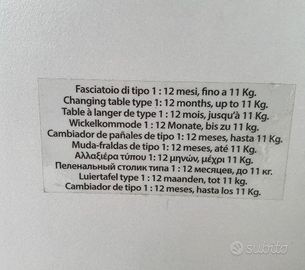 Fasciatoio di tipo 1 : 12 mesi, fino a 11 Kg.
Changing table type 1 : 12 months, up to 11 Kg.
Table à langer de type 1 : 12 mois, jusqu'à 11 Kg.
Wickelkommode 1 : 12 Monate, bis zu 11 kg.
Cambiador de pañales de tipo 1: 12 meses, hasta 11 Kg.
Muda-fraldas de tipo 1: 12 meses, até 11 Kg.
Αλλαξιέρα τύπου 1: 12 μηνών, μέχρι 11 Kg.
Пеленальный столик типа 1 : 12 месяцев, до 11 кг.
Luiertafel type 1 : 12 maanden, tot 11 kg.
Cambiador de tipo 1: 12 meses, hasta los 11 Kg.
subito